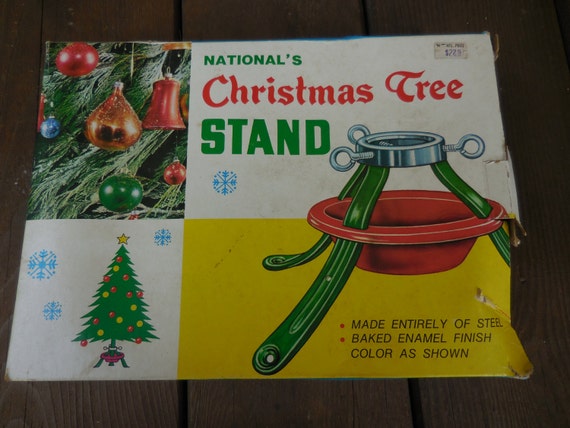 NATIONAL'S
Christmas Tree
STAND
• MADE ENTIRELY OF STEEL
• BAKED ENAMEL FINISH
COLOR AS SHOWN